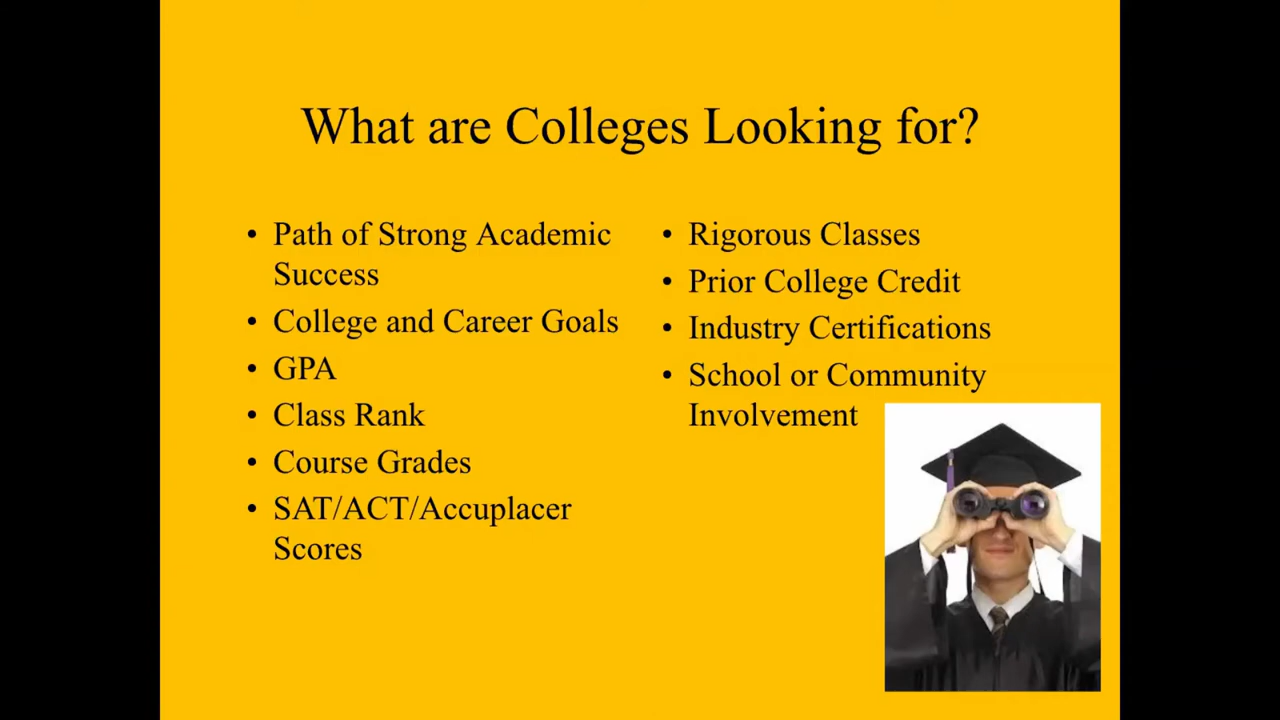 What are Colleges Looking for?
• Path of Strong Academic
Success
• College and Career Goals
• GPA
• Class Rank
• Course Grades
• SAT/ACT/Accuplacer
Scores
• Rigorous Classes
• Prior College Credit
• Industry Certifications
• School or Community
Involvement